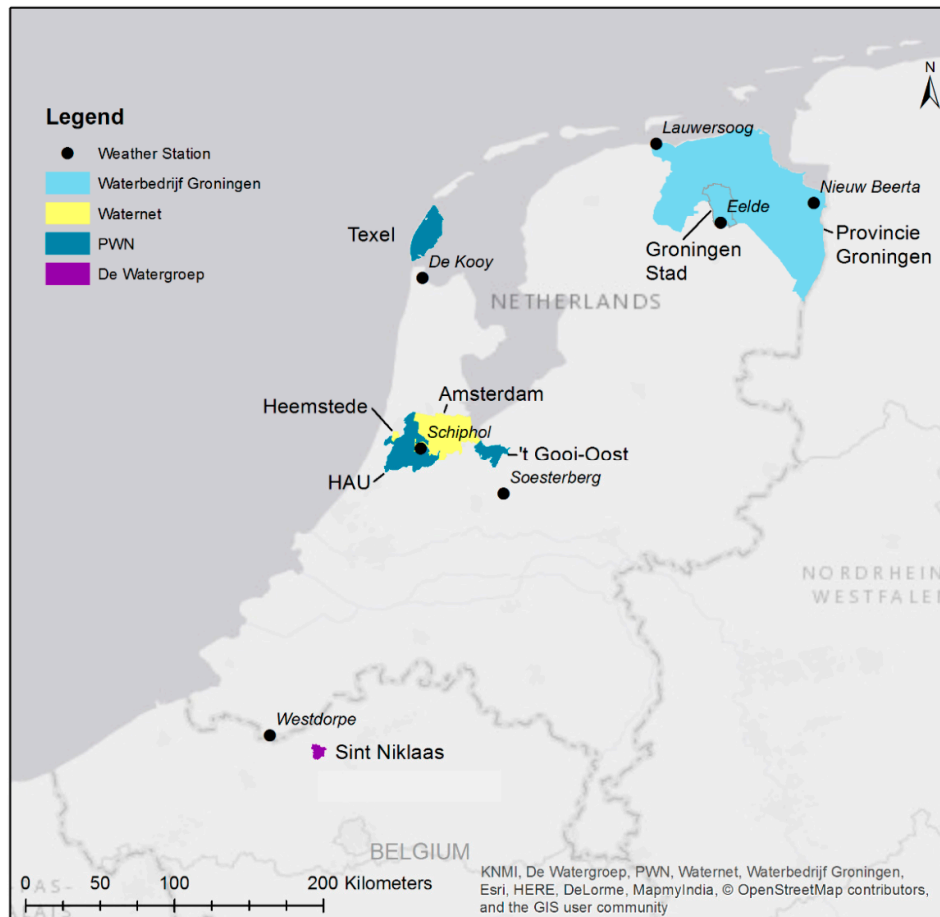 N
Legend
Weather Station
Waterbedrijf Groningen
Waternet
PWN
De Watergroep
Lauwersoog
Nieuw Beerta
Eelde
Provincie
Groningen
Groningen
Stad
Texel
De Kooy
NETHERLANDS
Amsterdam
Heemstede
Schiphol
't Gooi-Oost
HAU
Soesterberg
NORDRHEIN
WESTFALEN
Westdorpe
Sint Niklaas
BELGIUM
0 50 100 200 Kilometers
KNMI, De Watergroep, PWN, Waternet, Waterbedrijf Groningen,
Esri, HERE, DeLorme, MapmyIndia, © OpenStreetMap contributors,
and the GIS user community